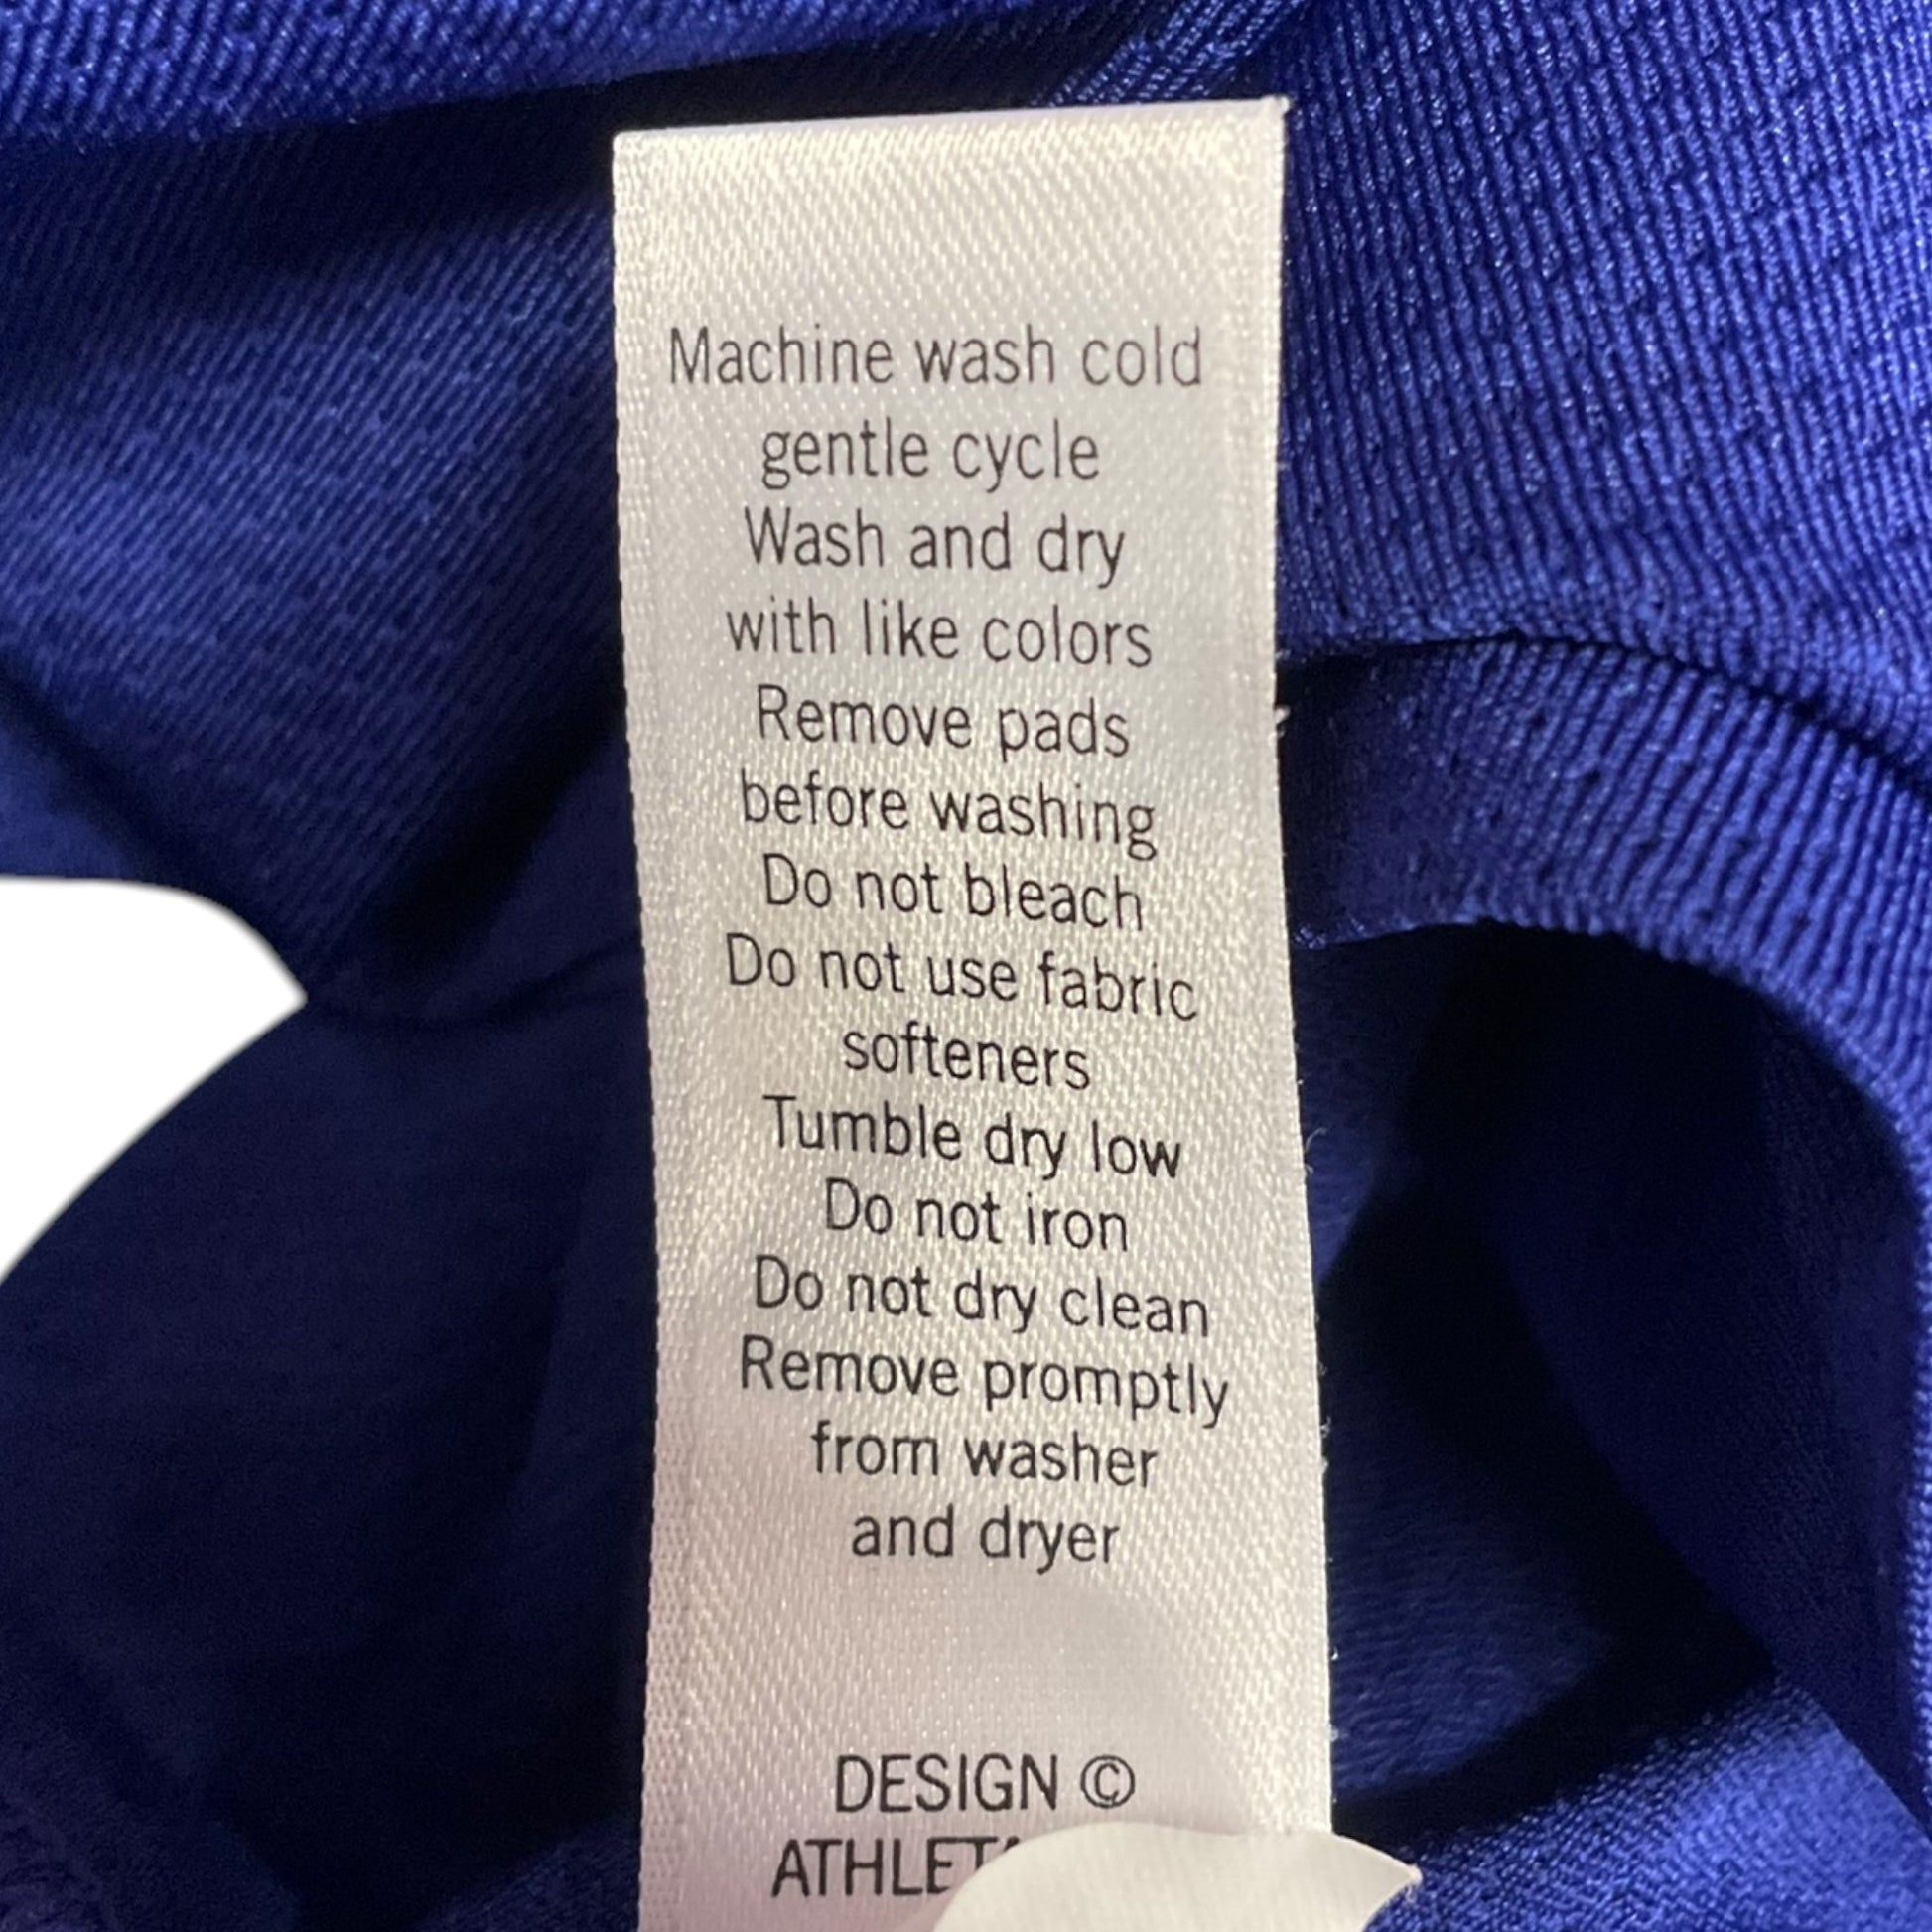 Machine wash cold
gentle cycle
Wash and dry
with like colors
Remove pads
before washing
Do not bleach
Do not use fabric
softeners
Tumble dry low
Do not iron
Do not dry clean
Remove promptly
from washer
and dryer
DESIGN ©